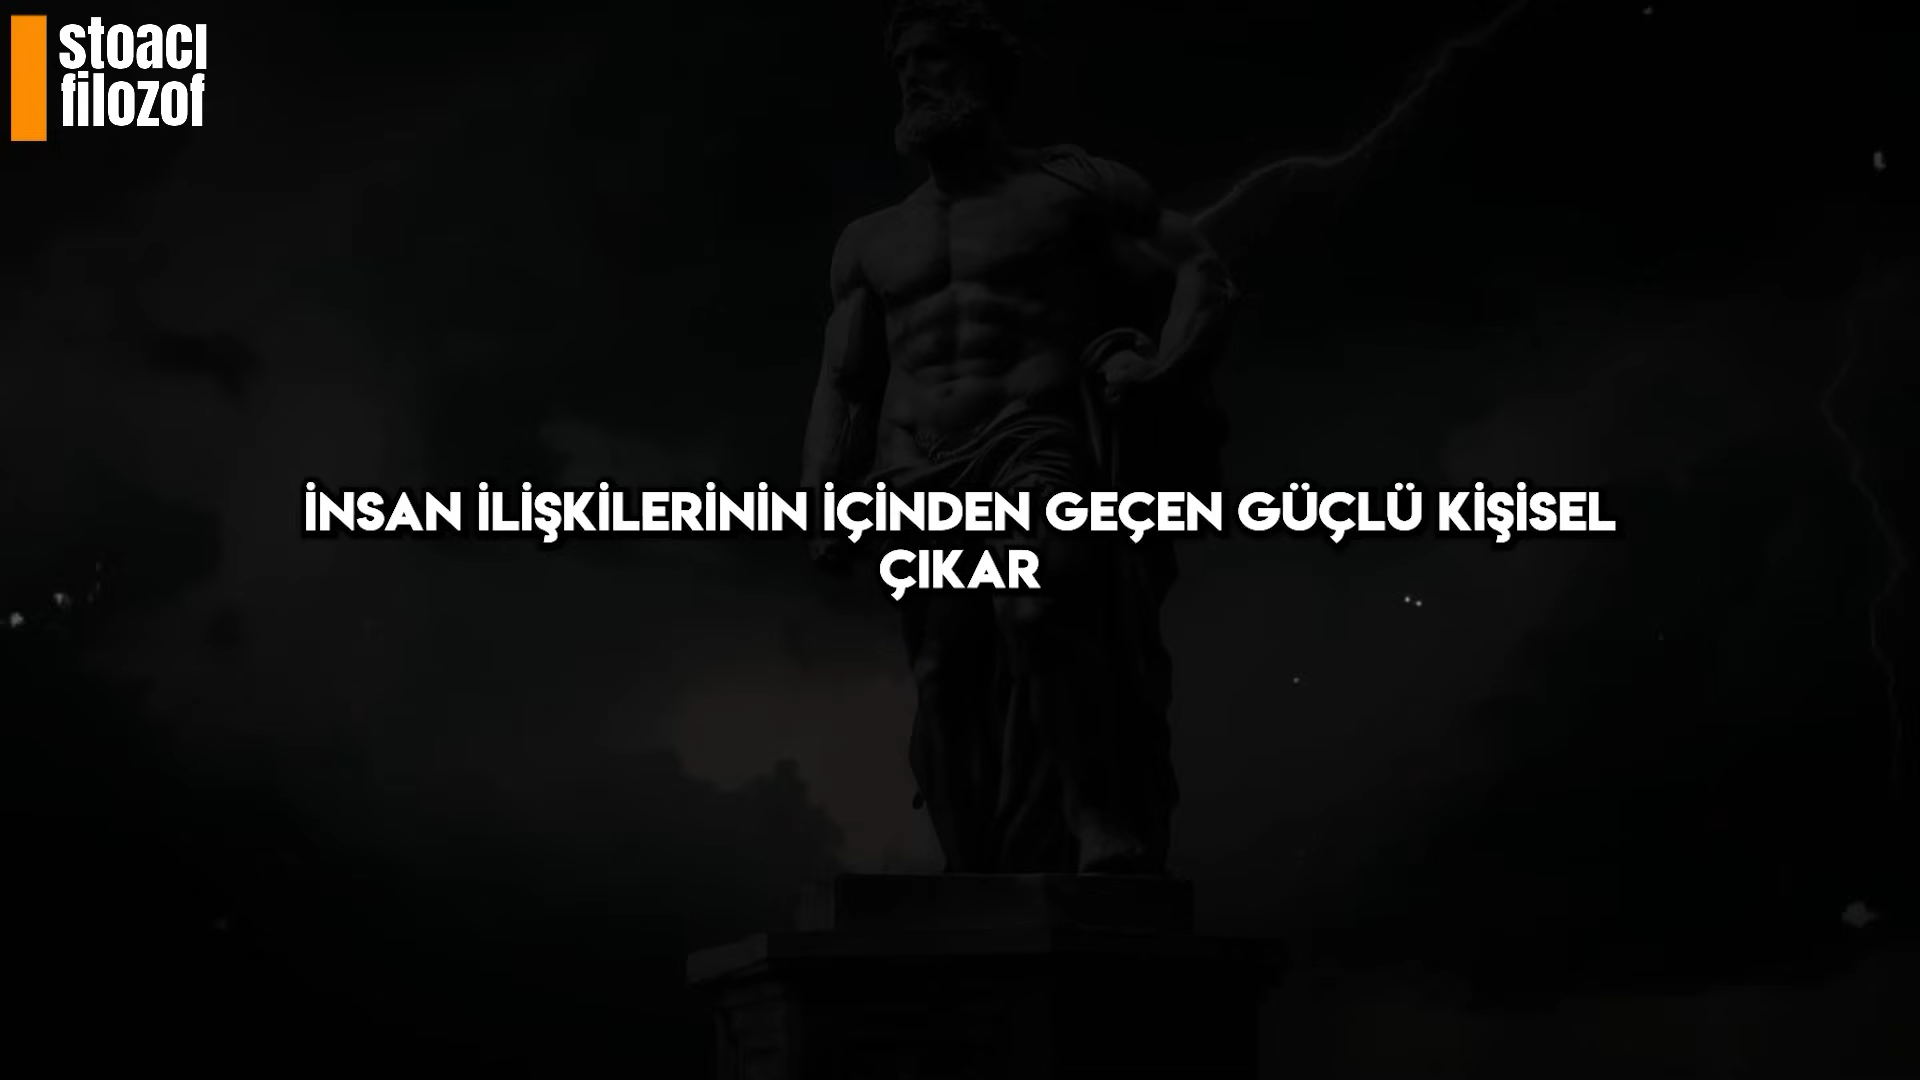 stoacı
filozof
İNSAN İLİŞKİLERİNİN İÇİNDEN GEÇEN GÜÇLÜ KİŞİSEL
ÇIKAR